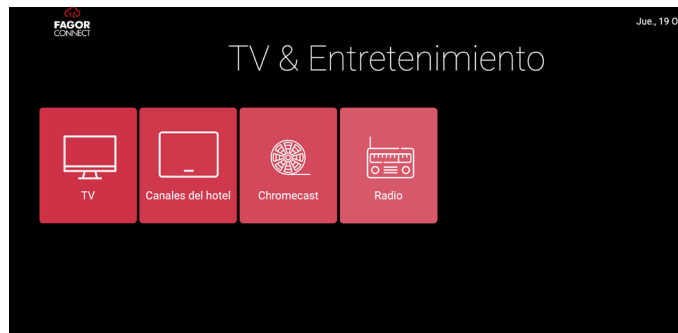 FAGOR
CONNECT
Jue., 19 O
TV & Entretenimiento
TV
Canales del hotel
Chromecast
Radio